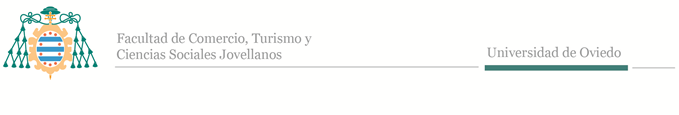 Facultad de Comercio, Turismo y
Ciencias Sociales Jovellanos
Universidad de Oviedo